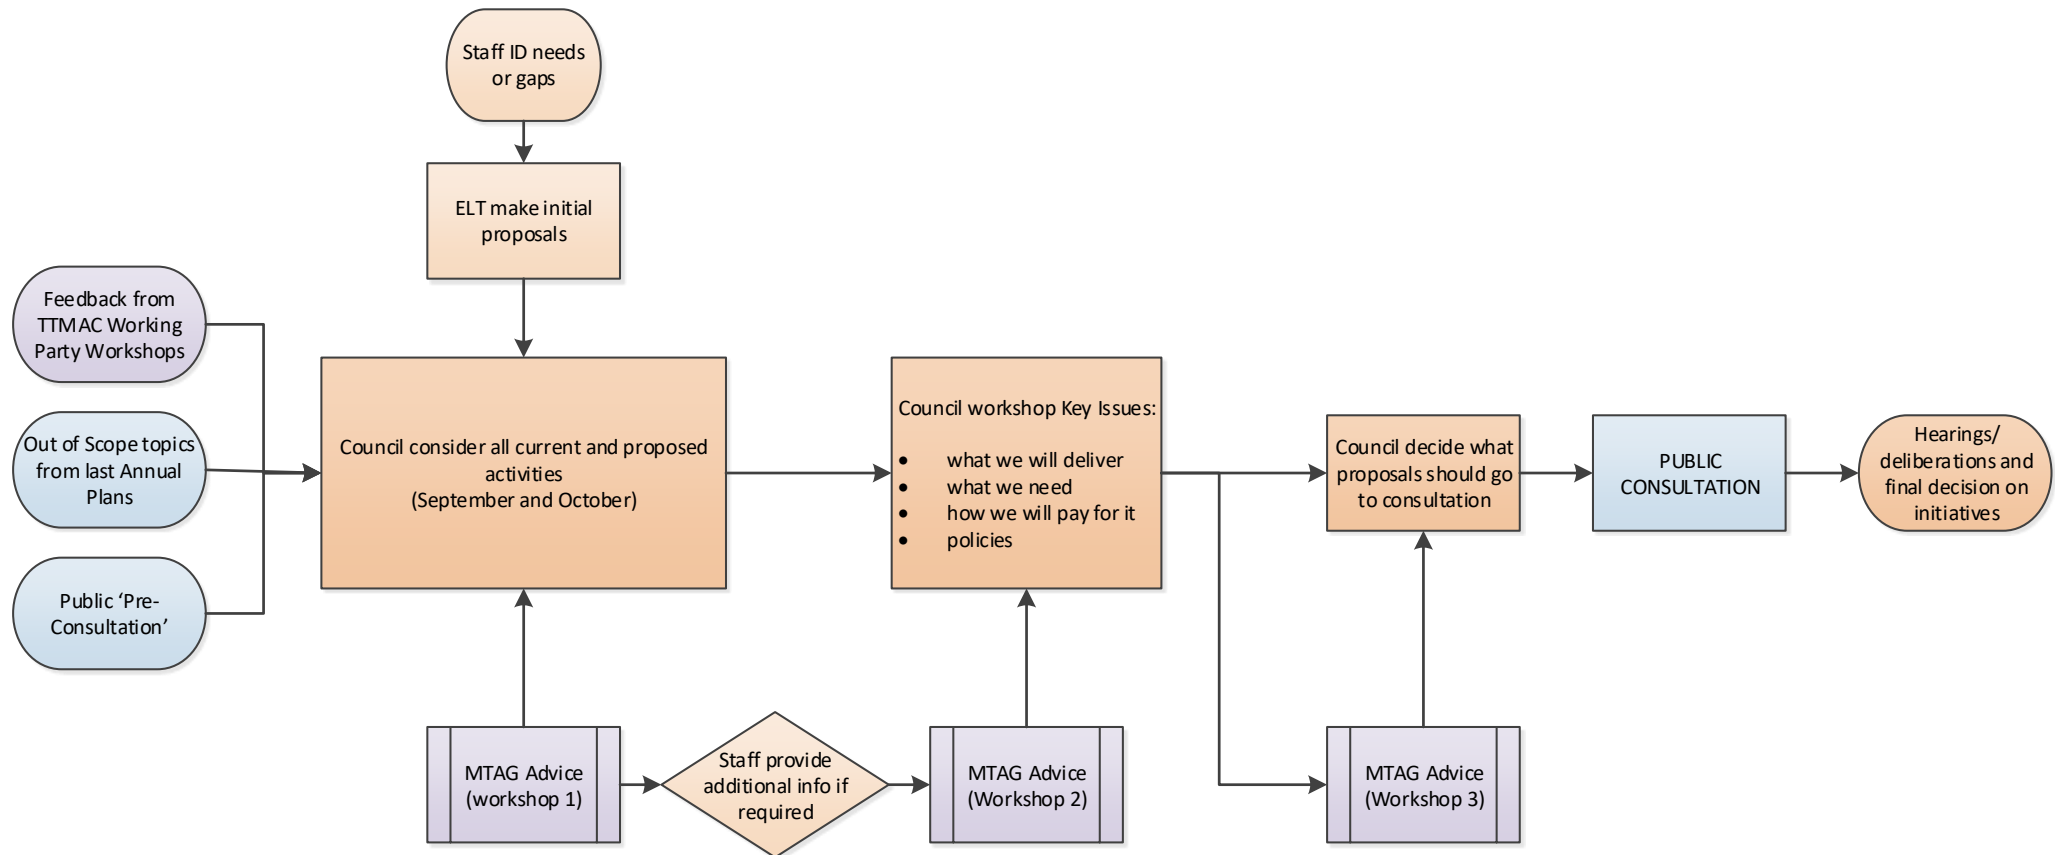 Staff ID needs
or gaps
ELT make initial
proposals
Feedback from
TTMAC Working
Party Workshops
Out of Scope topics
from last Annual
Plans
Public ‘Pre-
Consultation’
Council consider all current and proposed
activities
(September and October)
Council workshop Key Issues:
• what we will deliver
• what we need
• how we will pay for it
• policies
Council decide what
proposals should go
to consultation
PUBLIC
CONSULTATION
Hearings/
deliberations and
final decision on
initiatives
MTAG Advice
(workshop 1)
Staff provide
additional info if
required
MTAG Advice
(Workshop 2)
MTAG Advice
(Workshop 3)